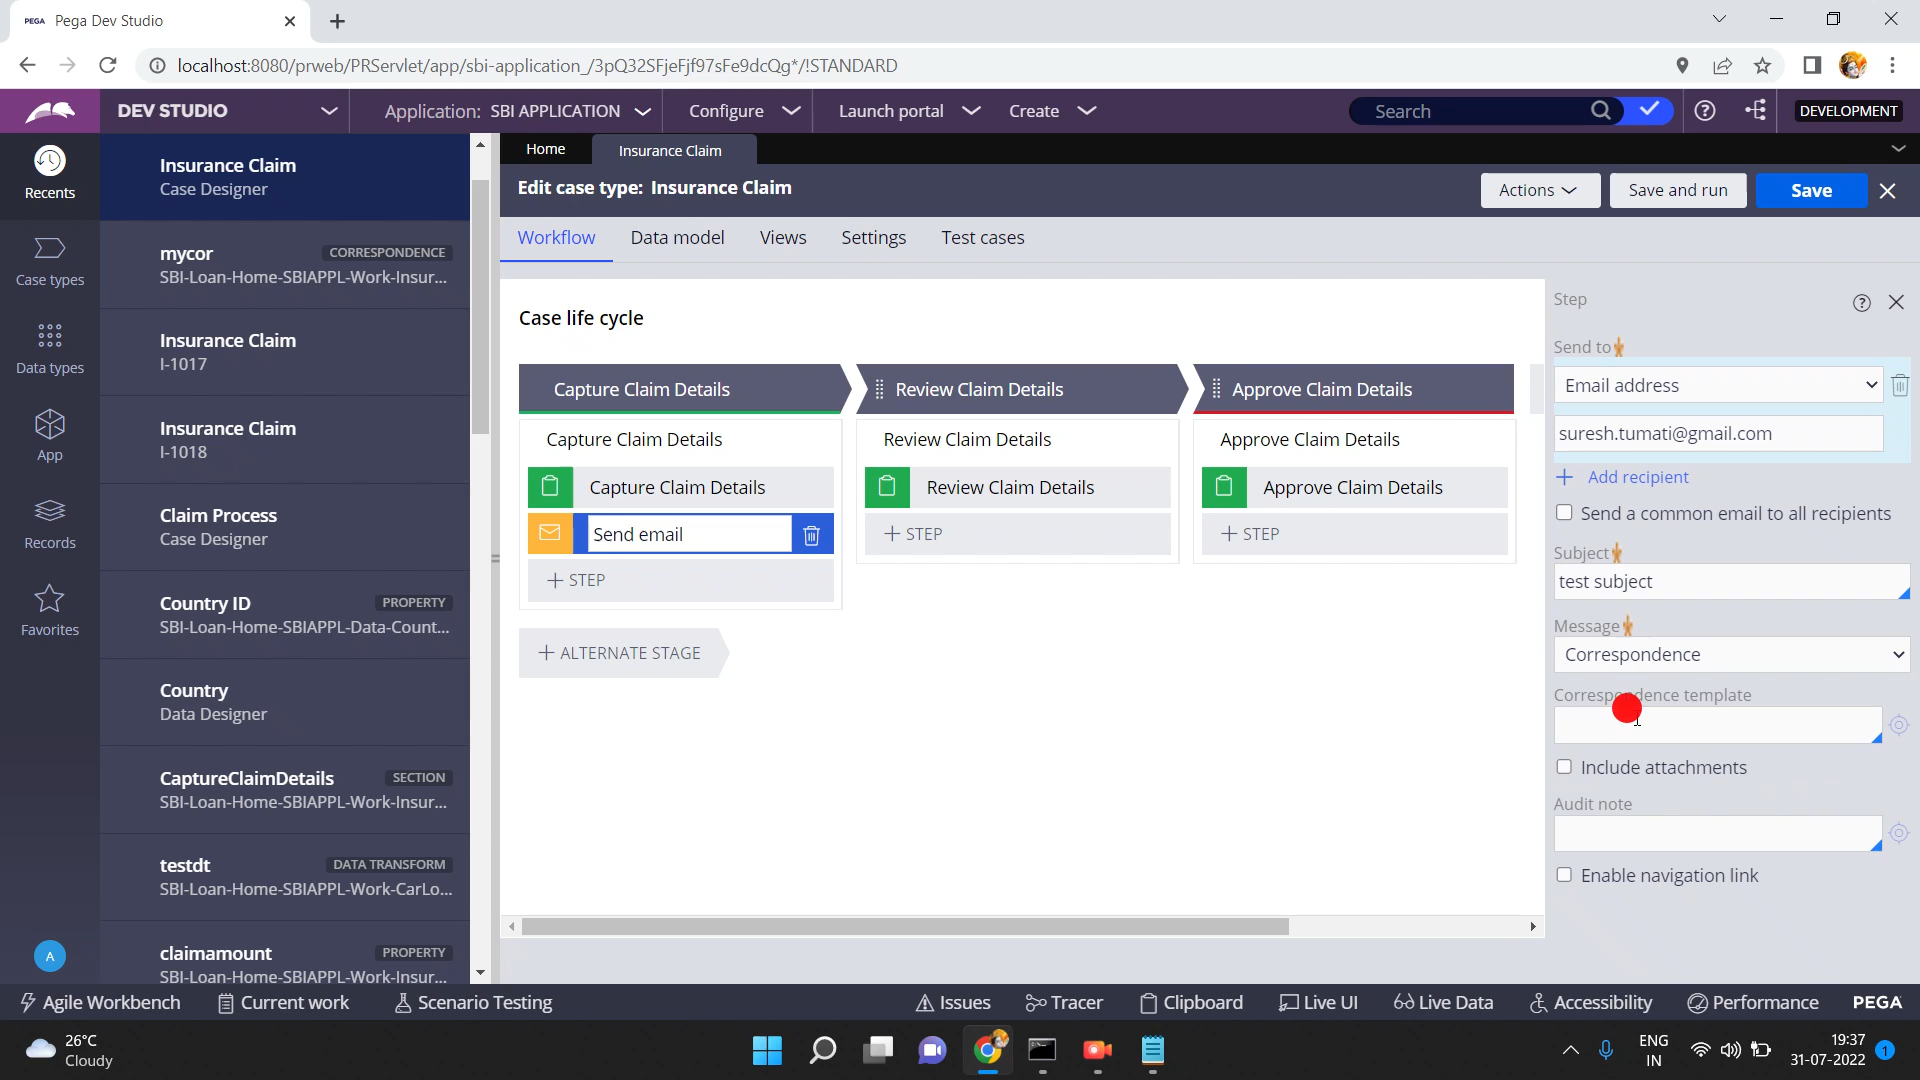 PEGA Pega Dev Studio
localhost:8080/prweb/PRServlet/app/sbi-application_/3pQ32SFjeFjf97sFe9dcQg*/!STANDARD
DEV STUDIO
Application: SBI APPLICATION
Configure
Launch portal
Create
Search
DEVELOPMENT
Recents
Case types
Data types
App
Records
Favorites
A
Insurance Claim
Case Designer
mycor CORRESPONDENCE
SBI-Loan-Home-SBIAPPL-Work-Insur...
Insurance Claim
I-1017
Insurance Claim
I-1018
Claim Process
Case Designer
Country ID PROPERTY
SBI-Loan-Home-SBIAPPL-Data-Count...
Country
Data Designer
CaptureClaimDetails SECTION
SBI-Loan-Home-SBIAPPL-Work-Insur...
testdt DATA TRANSFORM
SBI-Loan-Home-SBIAPPL-Work-CarLo...
claimamount PROPERTY
SBI-Loan-Home-SBIAPPL-Work-Insur...
Home Insurance Claim
Edit case type: Insurance Claim
Actions Save and run Save
Workflow Data model Views Settings Test cases
Case life cycle
Capture Claim Details Review Claim Details Approve Claim Details
Capture Claim Details Review Claim Details Approve Claim Details
Capture Claim Details Review Claim Details Approve Claim Details
Send email + STEP + STEP
+ STEP
+ ALTERNATE STAGE
Step
Send to
Email address
suresh.tumati@gmail.com
+ Add recipient
Send a common email to all recipients
Subject
test subject
Message
Correspondence
Correspondence template
Include attachments
Audit note
Enable navigation link
Agile Workbench Current work Scenario Testing Issues Tracer Clipboard Live UI Live Data Accessibility Performance PEGA
26°C
Cloudy
ENG
IN
19:37
31-07-2022
1